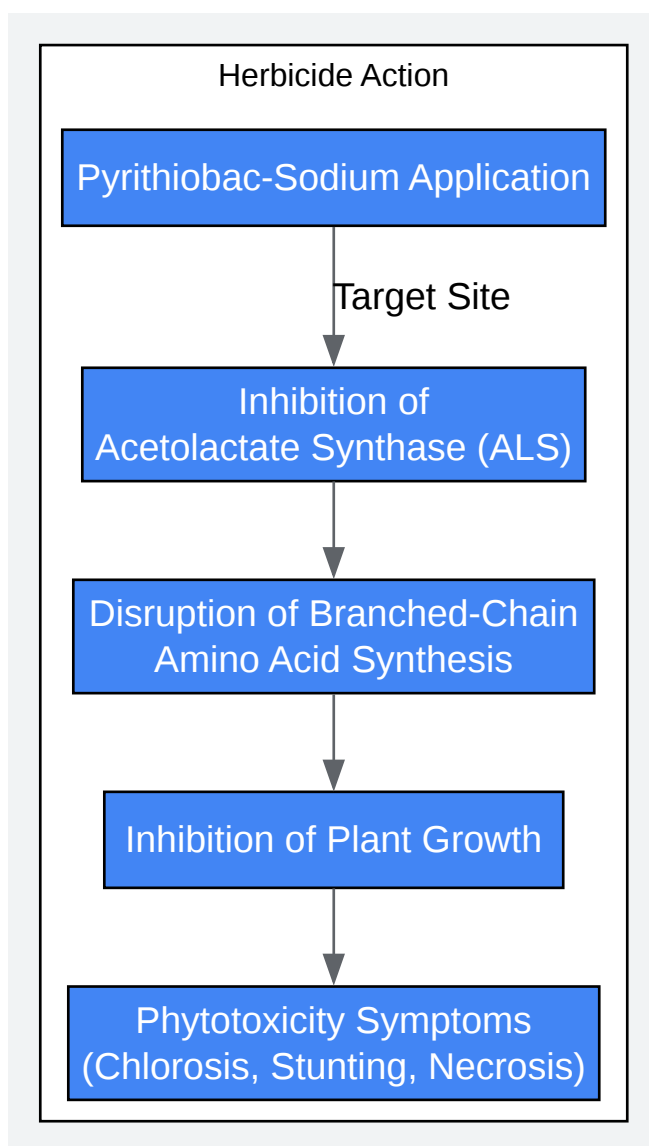 Herbicide Action
Pyrithiobac-Sodium Application
Target Site
Inhibition of
Acetolactate Synthase (ALS)
Disruption of Branched-Chain
Amino Acid Synthesis
Inhibition of Plant Growth
Phytotoxicity Symptoms
(Chlorosis, Stunting, Necrosis)